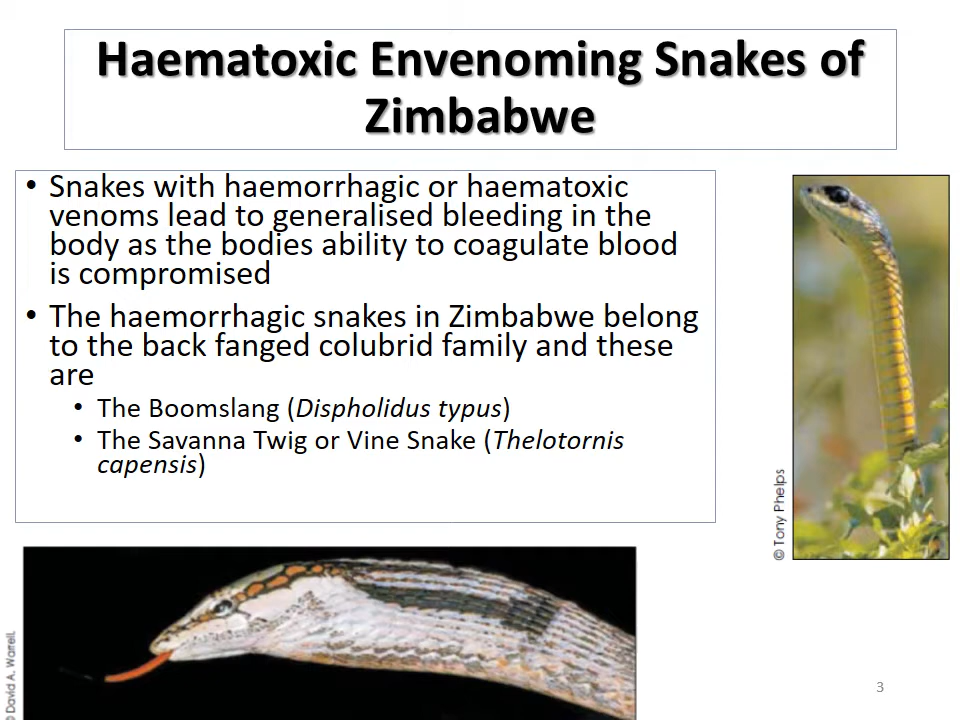 Haematoxic Envenoming Snakes of
Zimbabwe
• Snakes with haemorrhagic or haematoxic
venoms lead to generalised bleeding in the
body as the bodies ability to coagulate blood
is compromised
• The haemorrhagic snakes in Zimbabwe belong
to the back fanged colubrid family and these
are
• The Boomslang (Dispholidus typus)
• The Savanna Twig or Vine Snake (Thelotornis
capensis)
© Tony Phelps
© David A. Warrell.
3